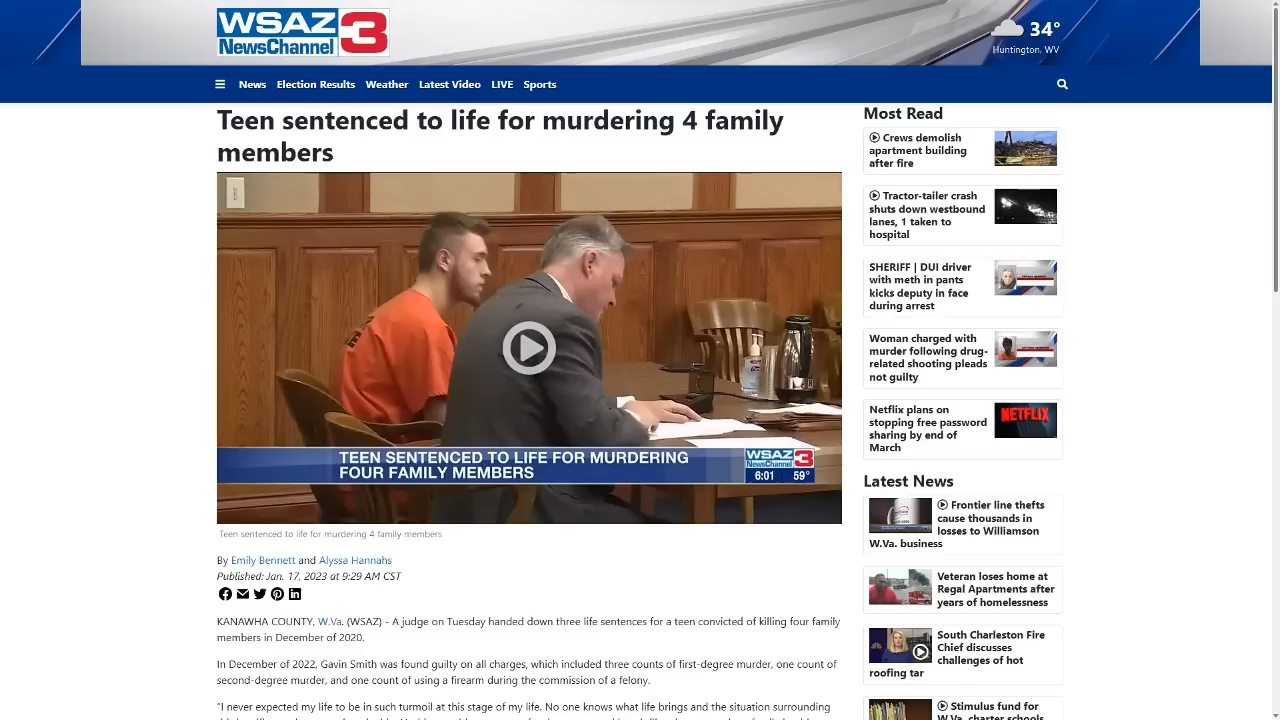 WSAZ
NewsChannel
3
34°
Huntington, WV
News
Election Results
Weather
Latest Video
LIVE
Sports
Teen sentenced to life for murdering 4 family
members
TEEN SENTENCED TO LIFE FOR MURDERING
FOUR FAMILY MEMBERS
WSAZ
NewsChannel
3
6:01 59°
Teen sentenced to life for murdering 4 family members
By Emily Bennett and Alyssa Hannahs
Published: Jan. 17, 2023 at 9:29 AM CST
KANAWHA COUNTY, W.Va. (WSAZ) - A judge on Tuesday handed down three life sentences for a teen convicted of killing four family
members in December of 2020.
In December of 2022, Gavin Smith was found guilty on all charges, which included three counts of first-degree murder, one count of
second-degree murder, and one count of using a firearm during the commission of a felony.
"I never expected my life to be in such turmoil at this stage of my life. No one knows what life brings and the situation surrounding
Most Read
Crews demolish
apartment building
after fire
Tractor-tailer crash
shuts down westbound
lanes, 1 taken to
hospital
SHERIFF | DUI driver
with meth in pants
kicks deputy in face
during arrest
Woman charged with
murder following drug-
related shooting pleads
not guilty
Netflix plans on
stopping free password
sharing by end of
March
NETFLIX
Latest News
Frontier line thefts
cause thousands in
losses to Williamson
W.Va. business
Veteran loses home at
Regal Apartments after
years of homelessness
South Charleston Fire
Chief discusses
challenges of hot
roofing tar
Stimulus fund for
W.Va. charter schools